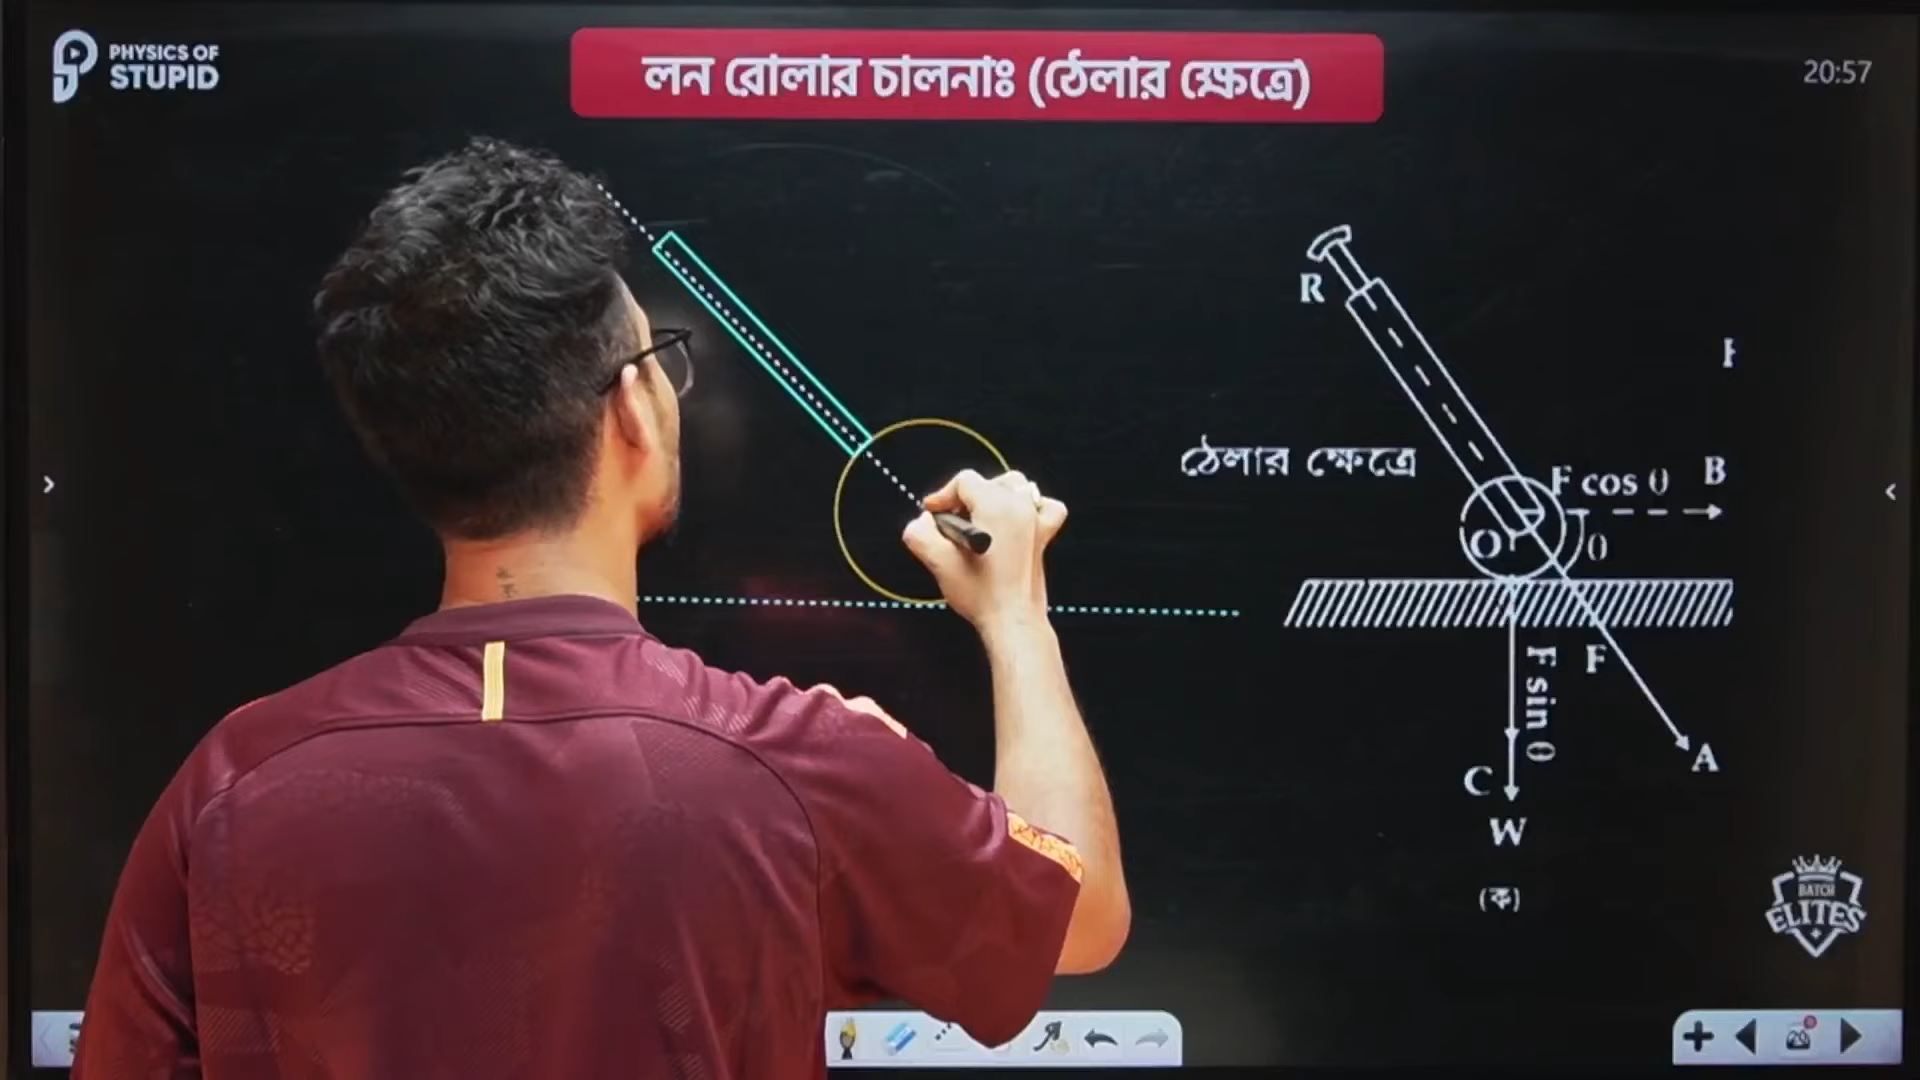 PHYSICS OF
STUPID
লন রোলার চালনাঃ (ঠেলার ক্ষেত্রে)
20:57
R
ঠেলার ক্ষেত্রে
F cos θ
B
O
θ
F sin θ
F
A
C
W
(ক)
BATCH
ELITES